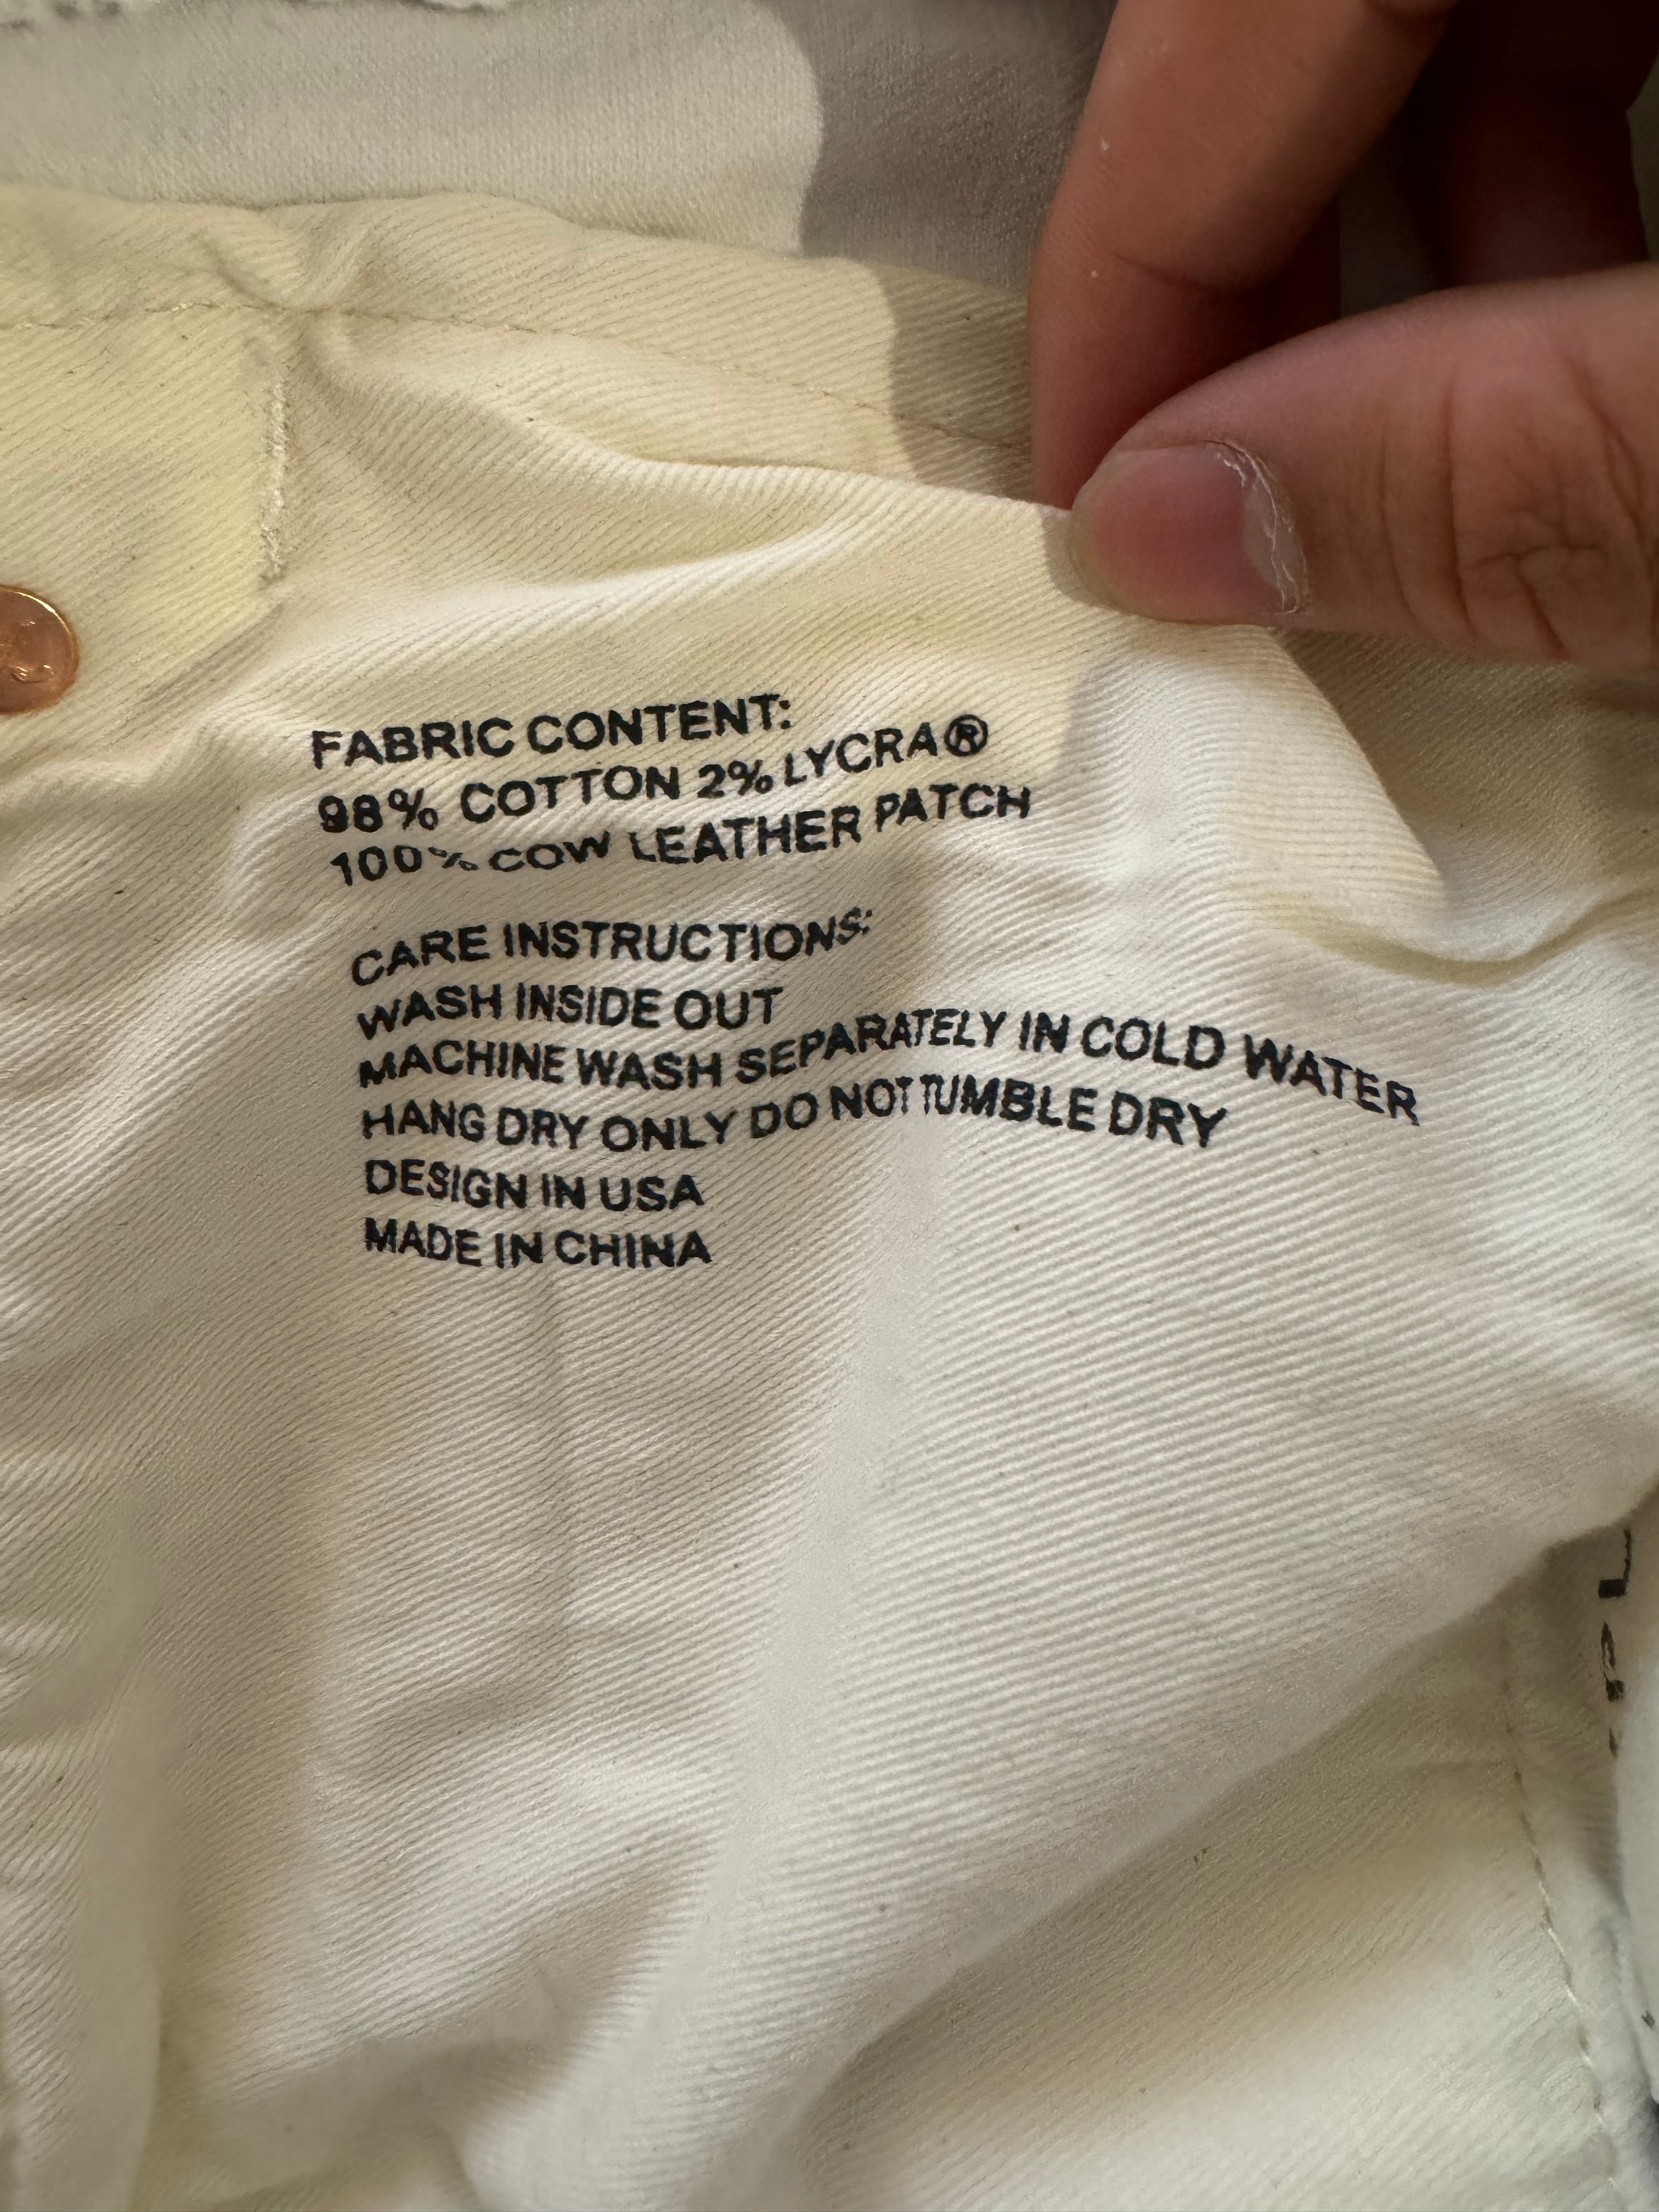 FABRIC CONTENT:
98% COTTON 2% LYCRA®
100% COW LEATHER PATCH
CARE INSTRUCTIONS:
WASH INSIDE OUT
MACHINE WASH SEPARATELY IN COLD WATER
HANG DRY ONLY DO NOT TUMBLE DRY
DESIGN IN USA
MADE IN CHINA